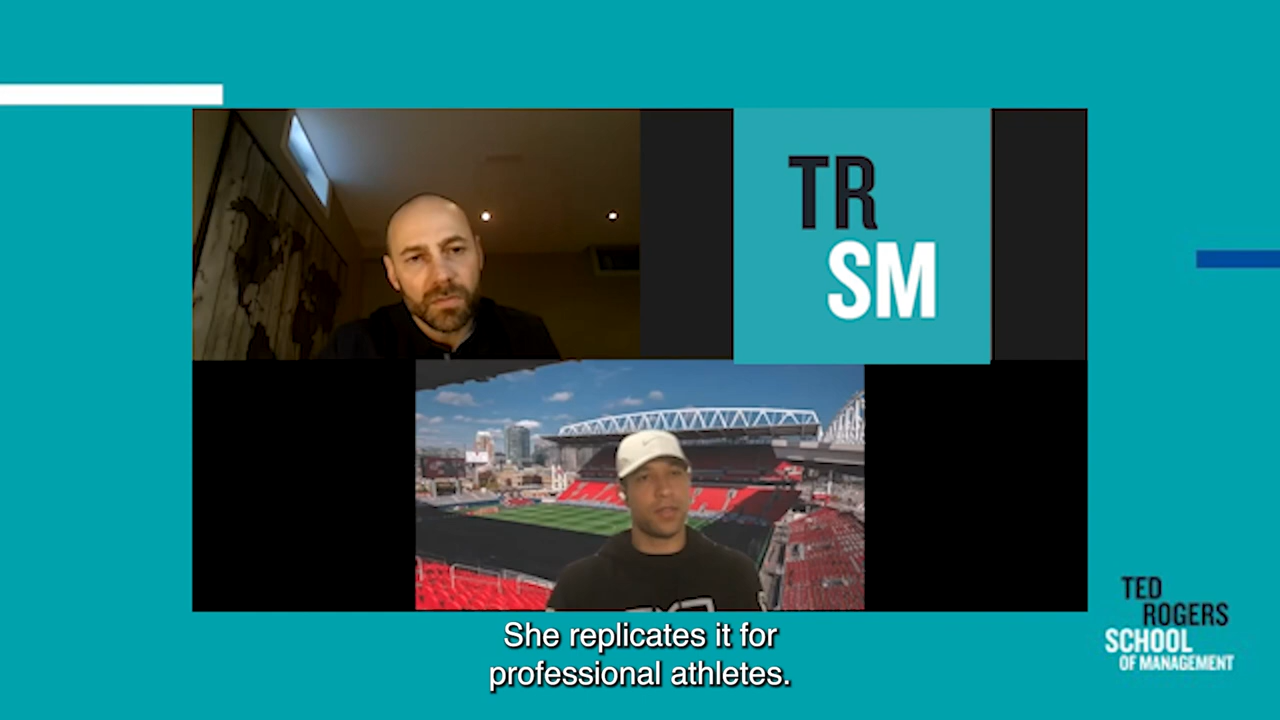 TR
SM
She replicates it for
professional athletes.
TED
ROGERS
SCHOOL
OF MANAGEMENT